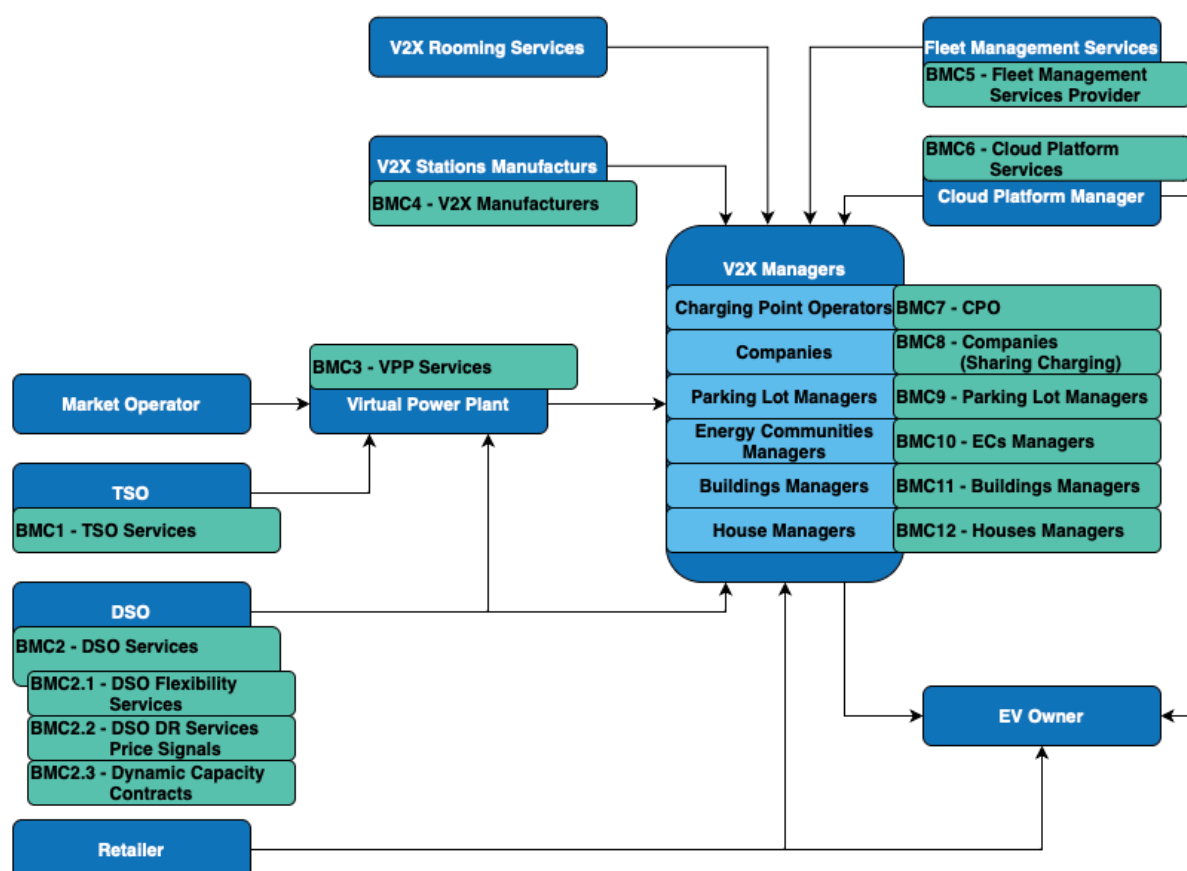 V2X Rooming Services
Fleet Management Services
BMC5 - Fleet Management
Services Provider
V2X Stations Manufacturs
BMC4 - V2X Manufacturers
BMC6 - Cloud Platform
Services
Cloud Platform Manager
V2X Managers
Charging Point Operators
BMC7 - CPO
Companies
BMC8 - Companies
(Sharing Charging)
Parking Lot Managers
BMC9 - Parking Lot Managers
Energy Communities
Managers
BMC10 - ECs Managers
Buildings Managers
BMC11 - Buildings Managers
House Managers
BMC12 - Houses Managers
BMC3 - VPP Services
Virtual Power Plant
Market Operator
TSO
BMC1 - TSO Services
DSO
BMC2 - DSO Services
BMC2.1 - DSO Flexibility
Services
BMC2.2 - DSO DR Services
Price Signals
BMC2.3 - Dynamic Capacity
Contracts
EV Owner
Retailer